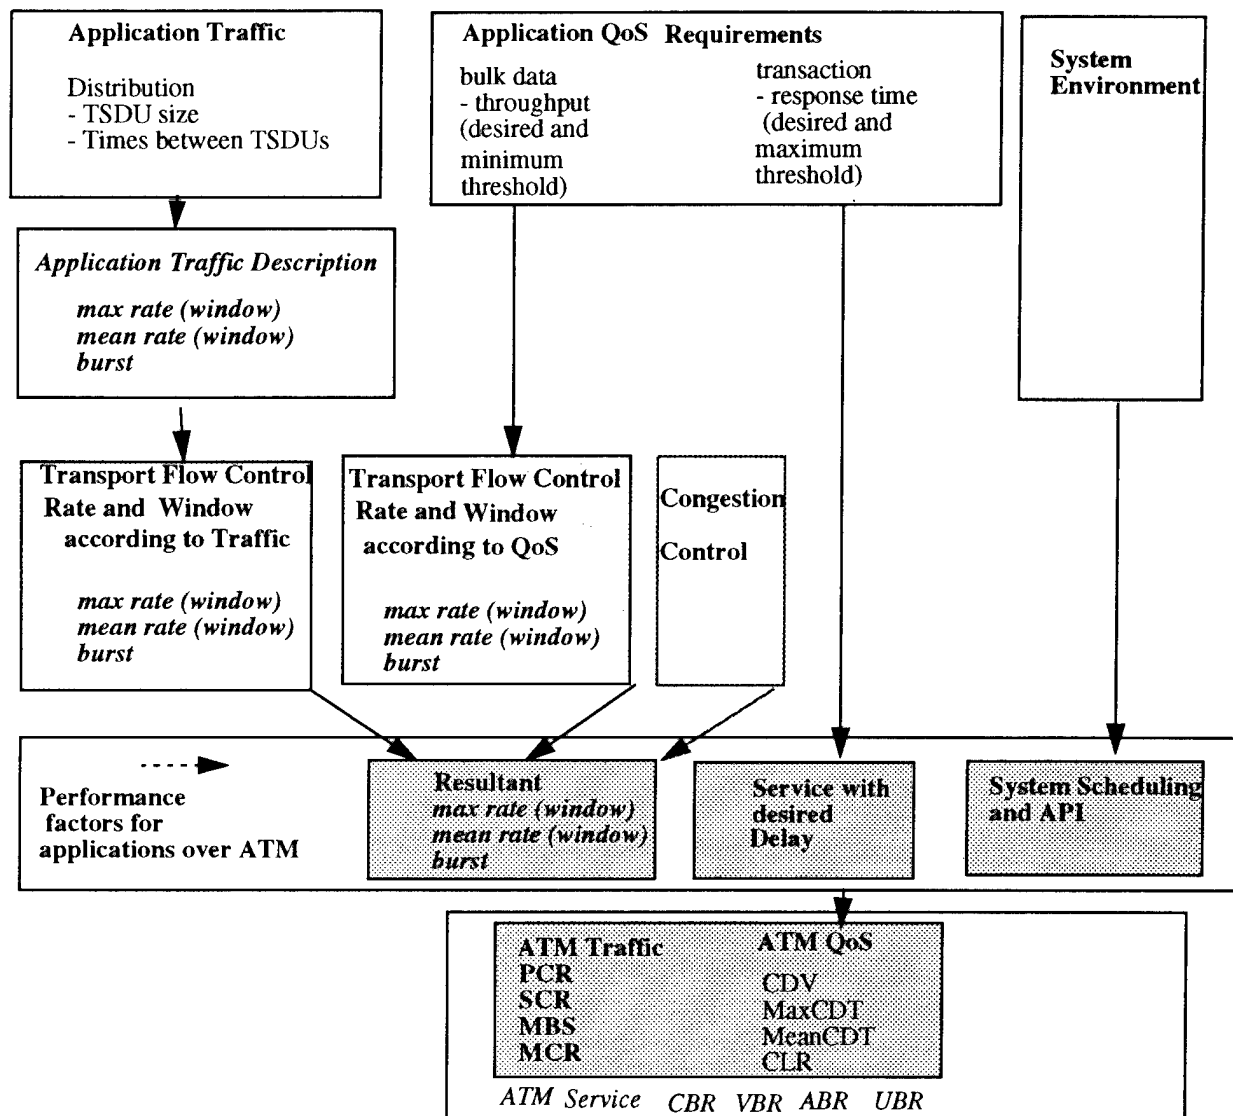 Application Traffic
Distribution
- TSDU size
- Times between TSDUs
Application QoS Requirements
bulk data
- throughput
(desired and
minimum
threshold)
transaction
- response time
(desired and
maximum
threshold)
System
Environment
Application Traffic Description
max rate (window)
mean rate (window)
burst
Transport Flow Control
Rate and Window
according to Traffic
max rate (window)
mean rate (window)
burst
Transport Flow Control
Rate and Window
according to QoS
max rate (window)
mean rate (window)
burst
Congestion
Control
Performance
factors for
applications over ATM
Resultant
max rate (window)
mean rate (window)
burst
Service with
desired
Delay
System Scheduling
and API
ATM Traffic
PCR
SCR
MBS
MCR
ATM QoS
CDV
MaxCDT
MeanCDT
CLR
ATM Service CBR VBR ABR UBR